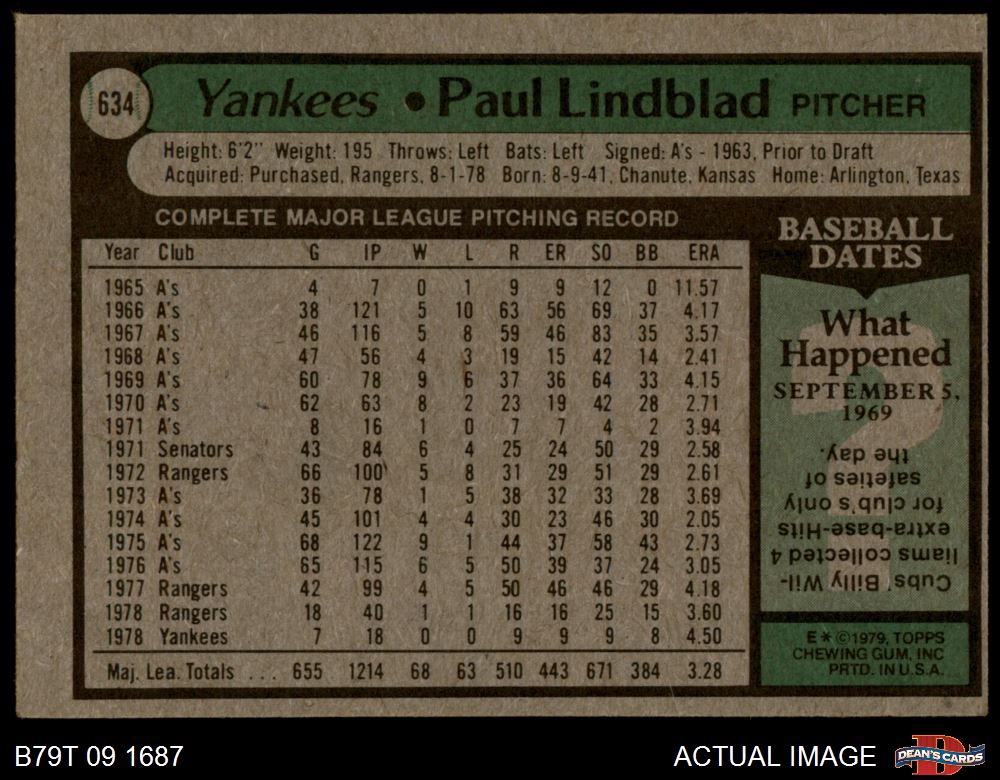 634 Yankees • Paul Lindblad PITCHER
Height: 6'2" Weight: 195 Throws: Left Bats: Left Signed: A's - 1963, Prior to Draft
Acquired: Purchased, Rangers, 8-1-78 Born: 8-9-41, Chanute, Kansas Home: Arlington, Texas
COMPLETE MAJOR LEAGUE PITCHING RECORD
Year Club G IP W L R ER SO BB ERA
1965 A's 4 7 0 1 9 9 12 0 11.57
1966 A's 38 121 5 10 63 56 69 37 4.17
1967 A's 46 116 5 8 59 46 83 35 3.57
1968 A's 47 56 4 3 19 15 42 14 2.41
1969 A's 60 78 9 6 37 36 64 33 4.15
1970 A's 62 63 8 2 23 19 42 28 2.71
1971 A's 8 16 1 0 7 7 4 2 3.94
1971 Senators 43 84 6 4 25 24 50 29 2.58
1972 Rangers 66 100 5 8 31 29 51 29 2.61
1973 A's 36 78 1 5 38 32 33 28 3.69
1974 A's 45 101 4 4 30 23 46 30 2.05
1975 A's 68 122 9 1 44 37 58 43 2.73
1976 A's 65 115 6 5 50 39 37 24 3.05
1977 Rangers 42 99 4 5 50 46 46 29 4.18
1978 Rangers 18 40 1 1 16 16 25 15 3.60
1978 Yankees 7 18 0 0 9 9 9 8 4.50
Maj. Lea. Totals ... 655 1214 68 63 510 443 671 384 3.28
BASEBALL
DATES
What
Happened
SEPTEMBER 5,
1969
Cubs' Billy Wil-
liams collected 4
extra-base-Hits
for club's only
safeties of
the day.
E*©1979, TOPPS
CHEWING GUM, INC
PRTD. IN U.S.A.
B79T 09 1687
ACTUAL IMAGE
DEAN'S CARDS